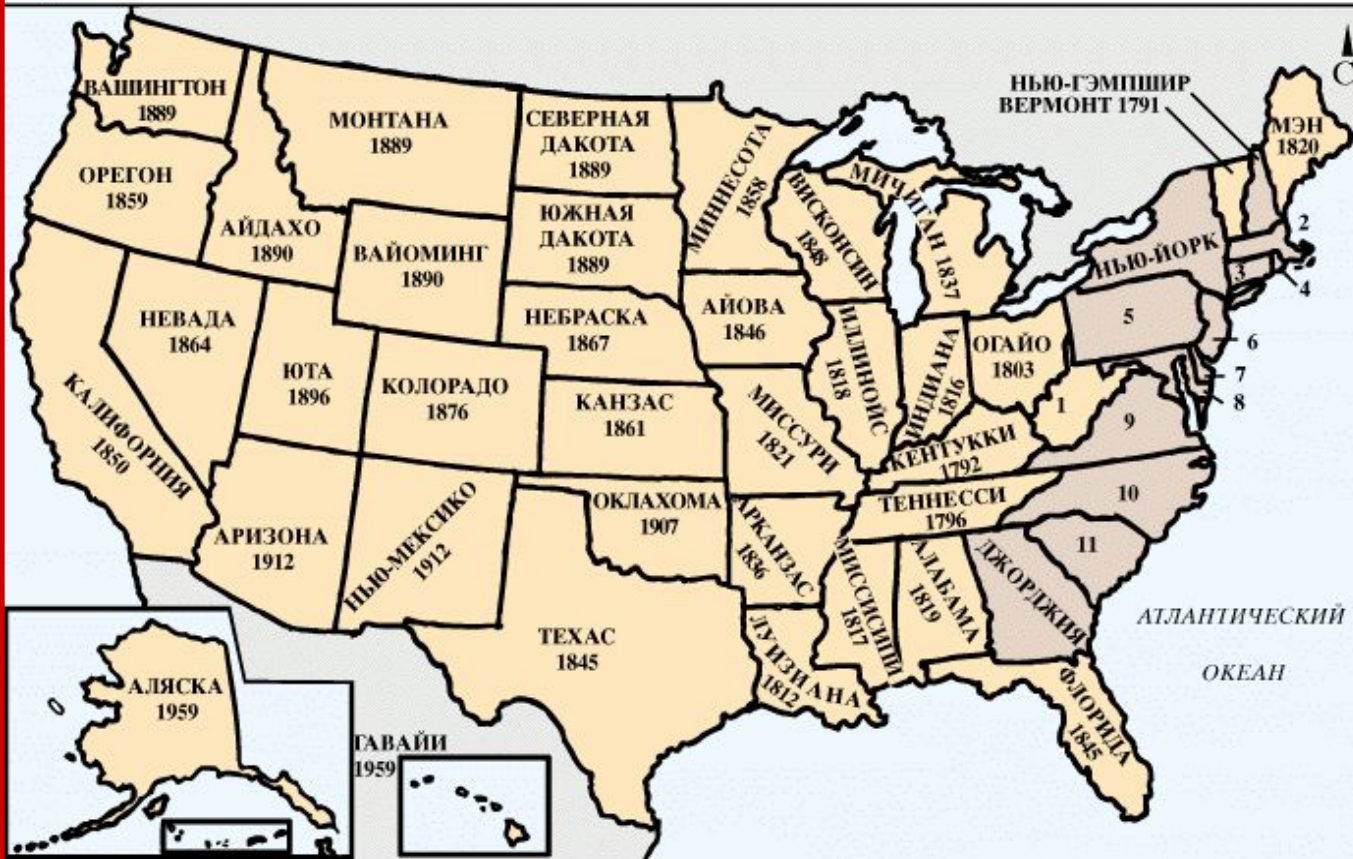 НЬЮ-ГЭМПШИР
ВЕРМОНТ 1791
МЭН
1820
ВАШИНГТОН
1889
МОНТАНА
1889
СЕВЕРНАЯ
ДАКОТА
1889
МИННЕСОТА
1858
ОРЕГОН
1859
АЙДАХО
1890
ВАЙОМИНГ
1890
ЮЖНАЯ
ДАКОТА
1889
ВИСКОНСИН
1848
МИЧИГАН 1837
НЬЮ-ЙОРК
2
3
4
5
6
7
8
НЕВАДА
1864
ЮТА
1896
КОЛОРАДО
1876
НЕБРАСКА
1867
АЙОВА
1846
ИЛЛИНОЙС
1818
ИНДИАНА
1816
ОГАЙО
1803
1
9
КАЛИФОРНИЯ
1850
КАНЗАС
1861
МИССУРИ
1821
КЕНТУККИ
1792
ТЕННЕССИ
1796
10
11
АРИЗОНА
1912
НЬЮ-МЕКСИКО
1912
ОКЛАХОМА
1907
АРКАНЗАС
1836
МИССИСИПИ
1817
АЛАБАМА
1819
ДЖОРДЖИЯ
ТЕХАС
1845
ЛУИЗИАНА
1812
ФЛОРИДА
1845
АТЛАНТИЧЕСКИЙ
ОКЕАН
АЛЯСКА
1959
ГАВАЙИ
1959
С